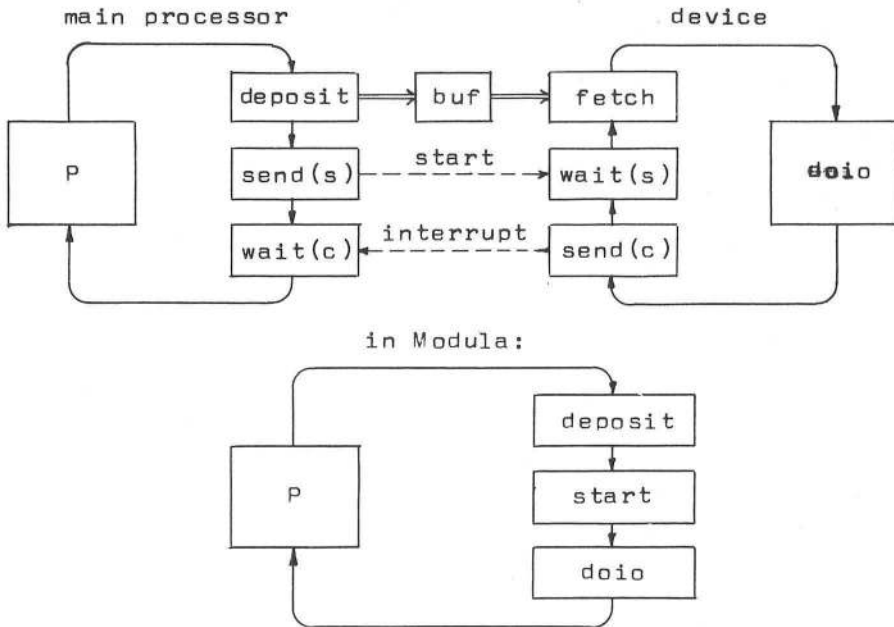 main processor
device
deposit
buf
fetch
P
send(s)
start
wait(s)
doio
wait(c)
interrupt
send(c)
in Modula:
deposit
P
start
doio